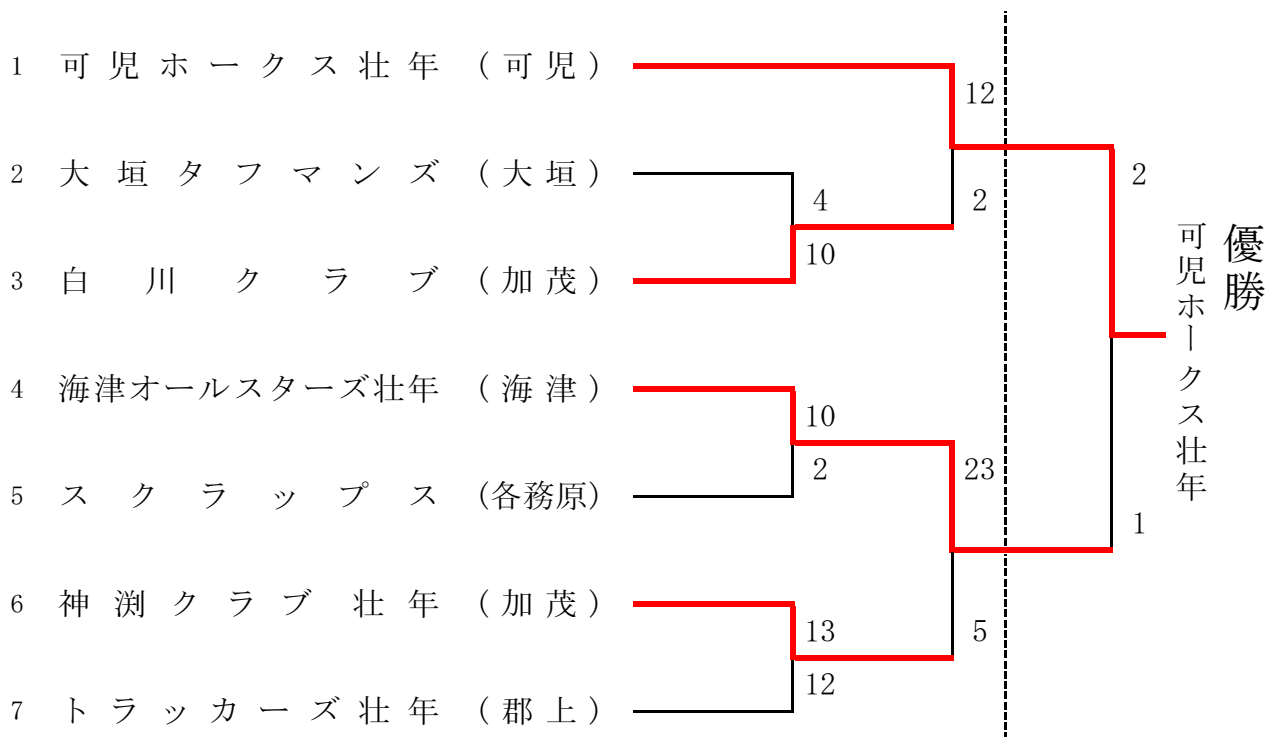 1 可児ホークス壮年 (可児)
12
2 大垣タフマンズ (大垣)
2
4
2
10
3 白川クラブ (加茂)
優勝
可児ホークス壮年
4 海津オールスターズ壮年 (海津)
10
23
2
5 スクラップス (各務原)
1
6 神渕クラブ壮年 (加茂)
13
5
12
7 トラッカーズ壮年 (郡上)